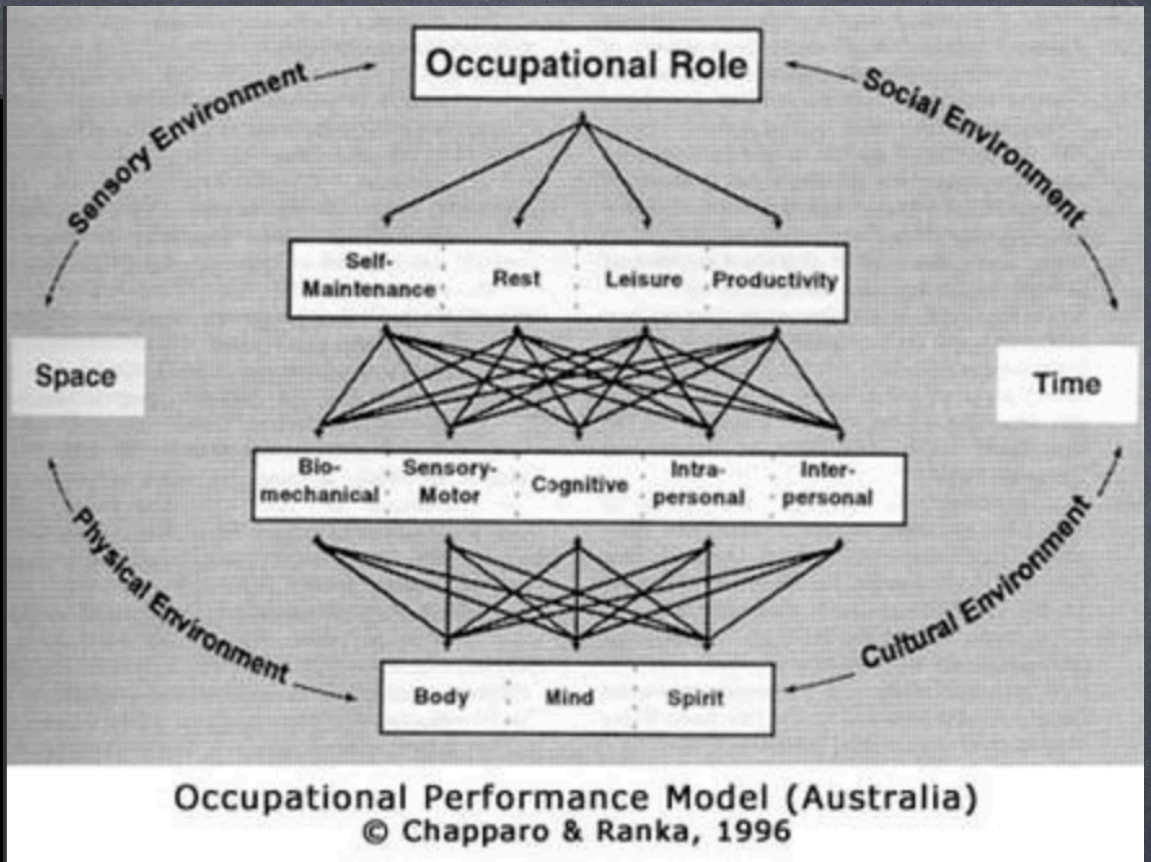 Occupational Role
Sensory Environment
Social Environment
Self-
Maintenance
Rest
Leisure
Productivity
Space
Time
Bio-
mechanical
Sensory-
Motor
Cognitive
Intra-
personal
Inter-
personal
Physical Environment
Cultural Environment
Body
Mind
Spirit
Occupational Performance Model (Australia)
© Chapparo & Ranka, 1996